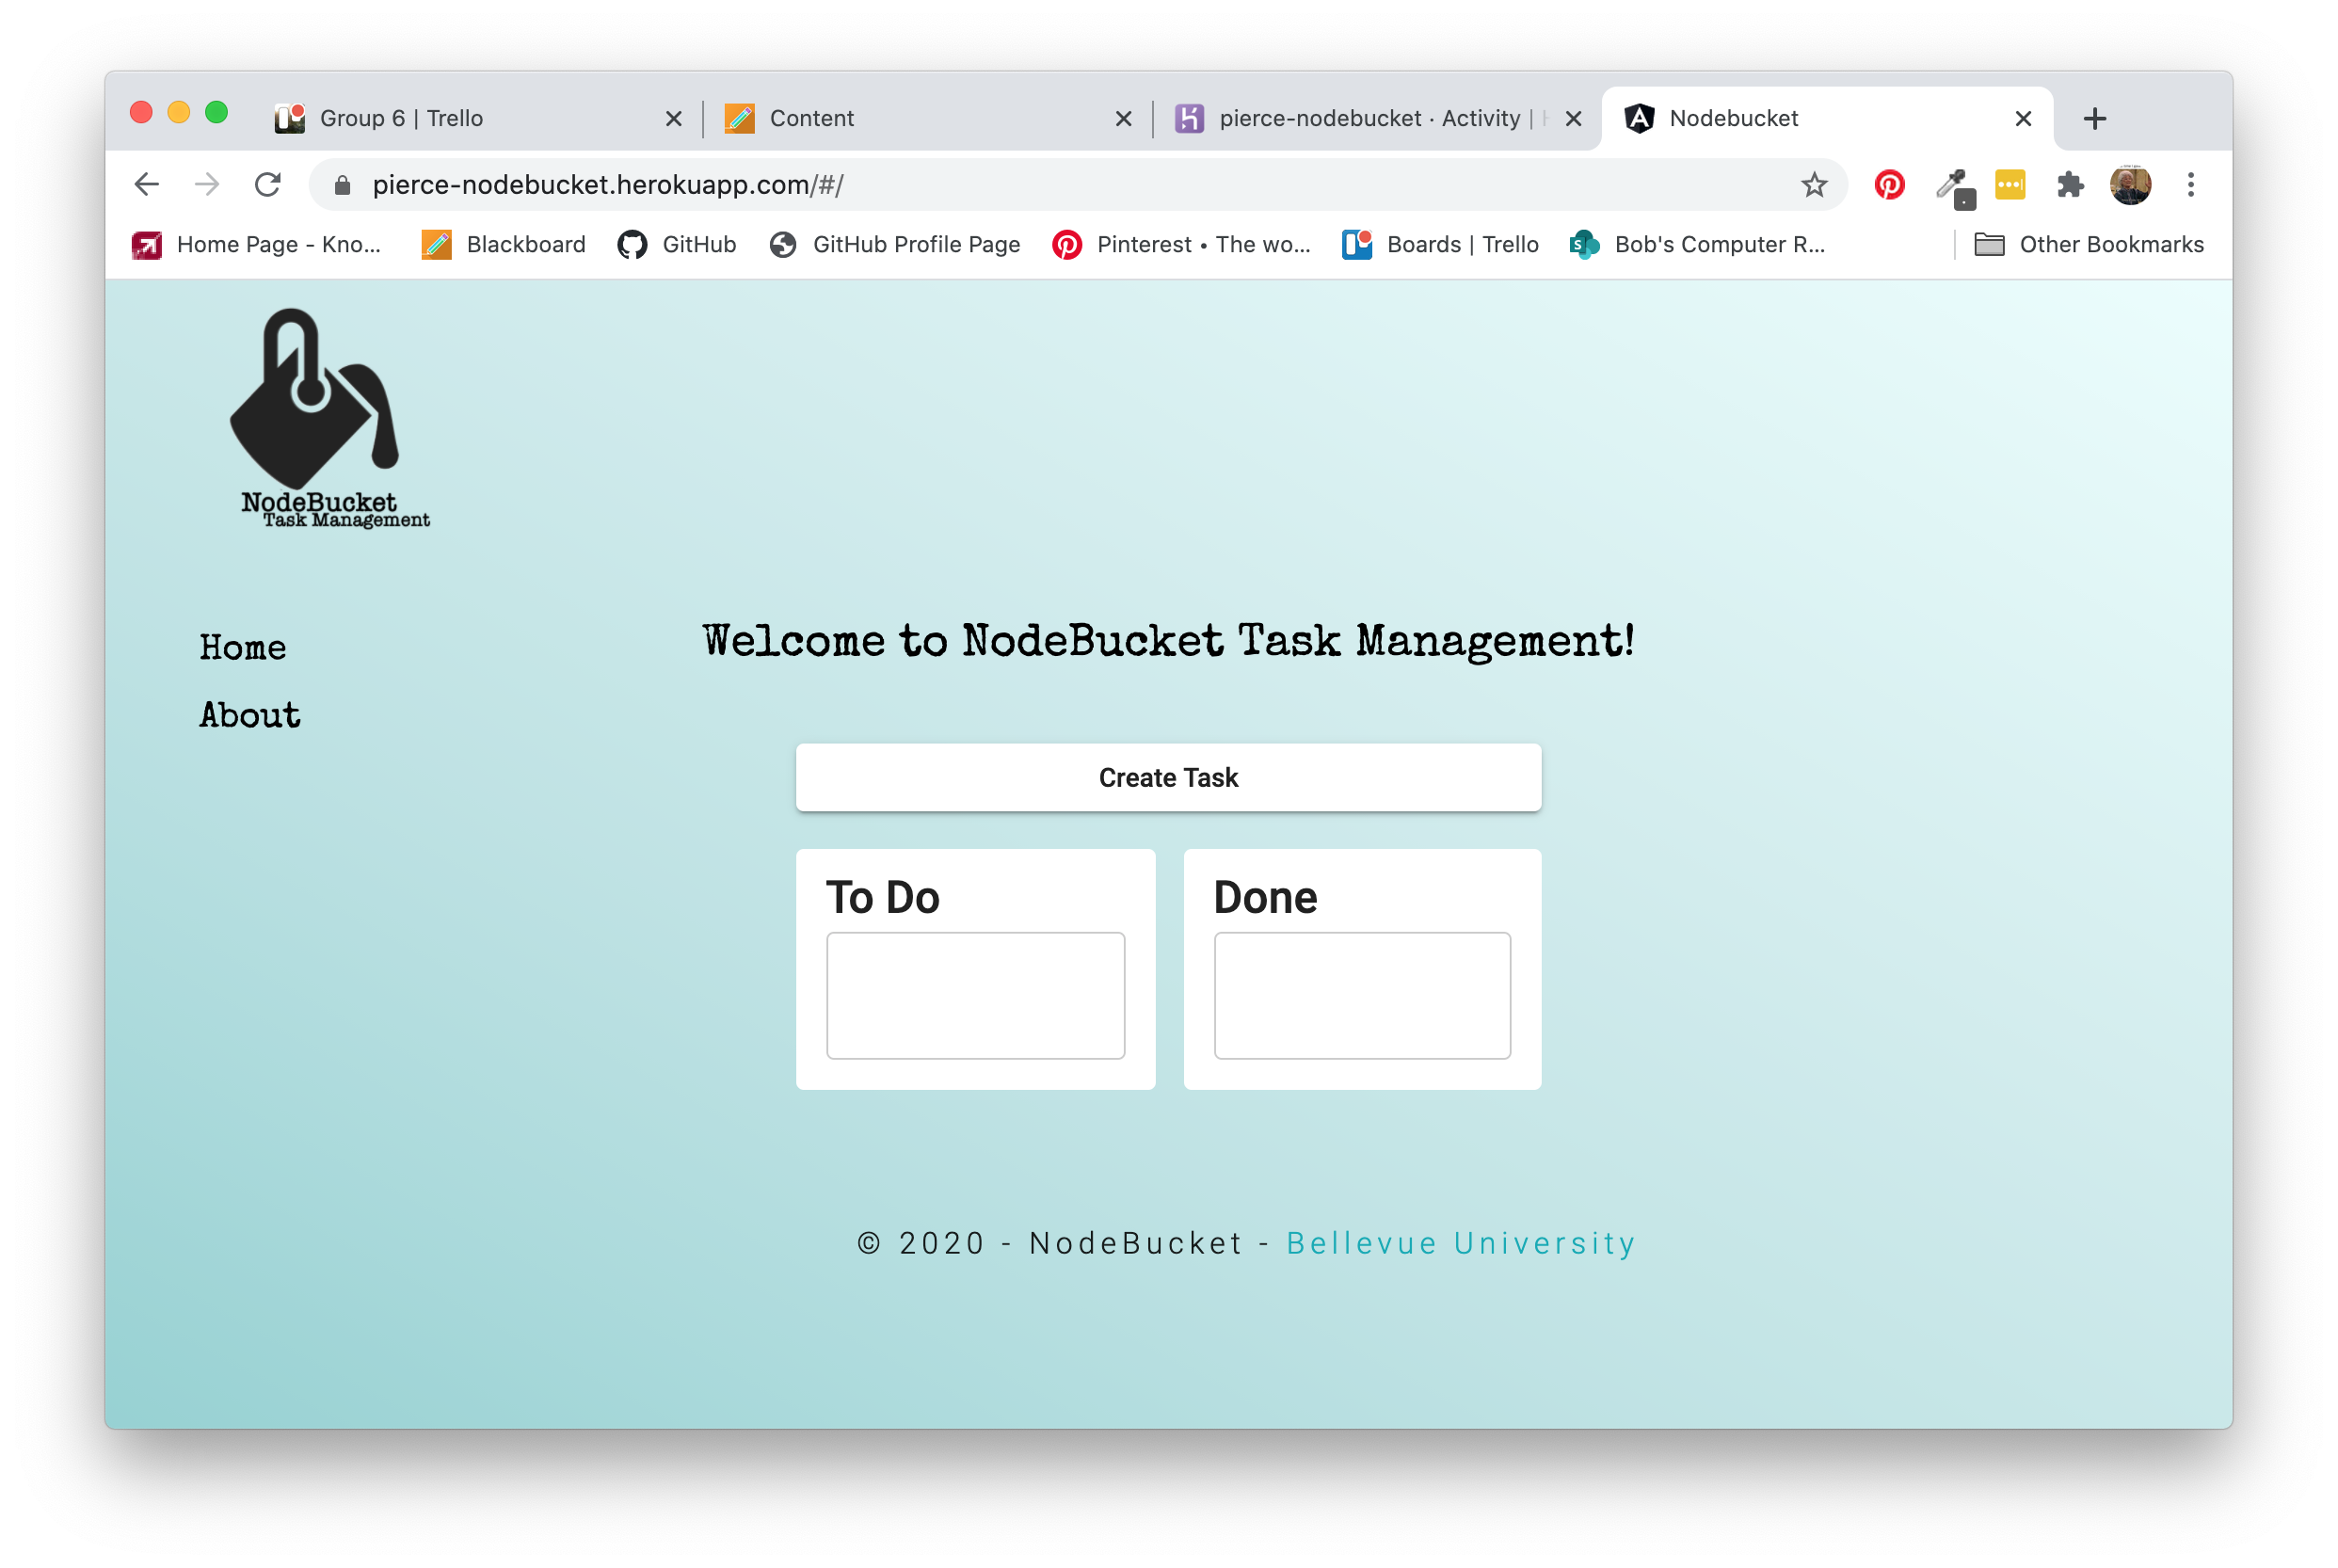 Group 6 | Trello
Content
pierce-nodebucket · Activity |
Nodebucket
pierce-nodebucket.herokuapp.com/#/
Home Page - Kno...
Blackboard
GitHub
GitHub Profile Page
Pinterest • The wo...
Boards | Trello
Bob's Computer R...
Other Bookmarks
NodeBucket
Task Management
Home
About
Welcome to NodeBucket Task Management!
Create Task
To Do
Done
© 2020 - NodeBucket - Bellevue University